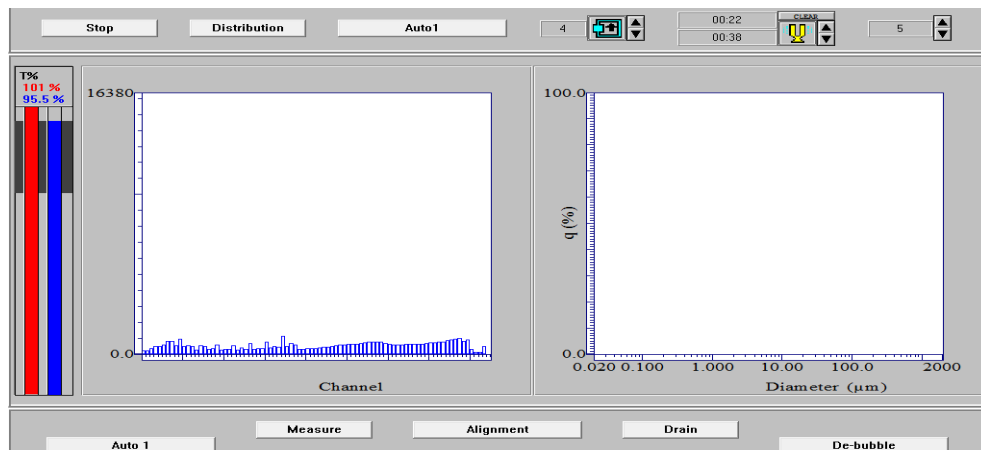 Stop Distribution Auto1 4 00:22 CLEAR 5
00:38
T%
101 %
95.5 %
16380
0.0
Channel
100.0
q (%)
0.0
0.020 0.100 1.000 10.00 100.0 2000
Diameter (µm)
Measure Alignment Drain
Auto 1 De-bubble